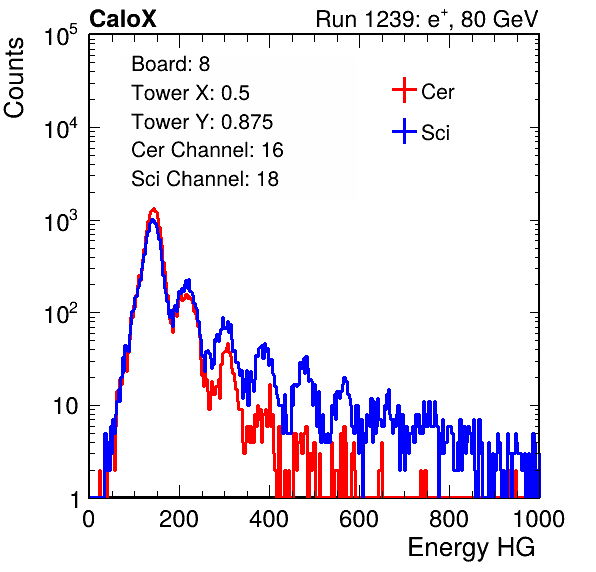 CaloX Run 1239: e⁺, 80 GeV
Counts
10⁵
10⁴
10³
10²
10
1
Board: 8
Tower X: 0.5
Tower Y: 0.875
Cer Channel: 16
Sci Channel: 18
Cer
Sci
0 200 400 600 800 1000
Energy HG